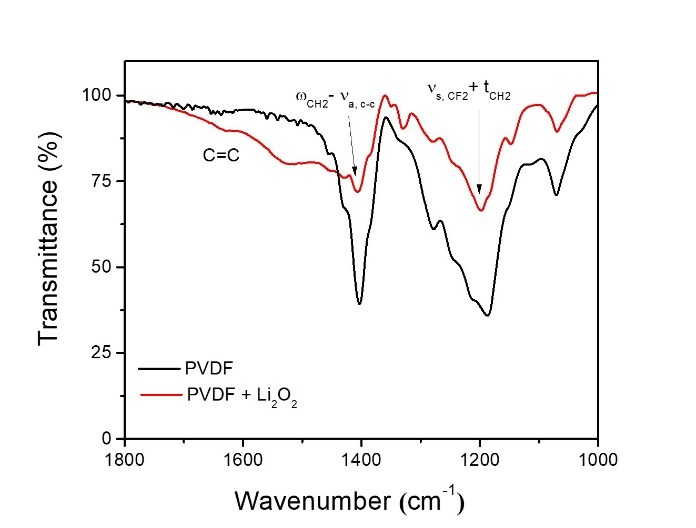 ω_CH2- ν_a, c-c
ν_s, CF2+ t_CH2
C=C
100
75
50
25
0
Transmittance (%)
PVDF
PVDF + Li₂O₂
1800 1600 1400 1200 1000
Wavenumber (cm⁻¹)